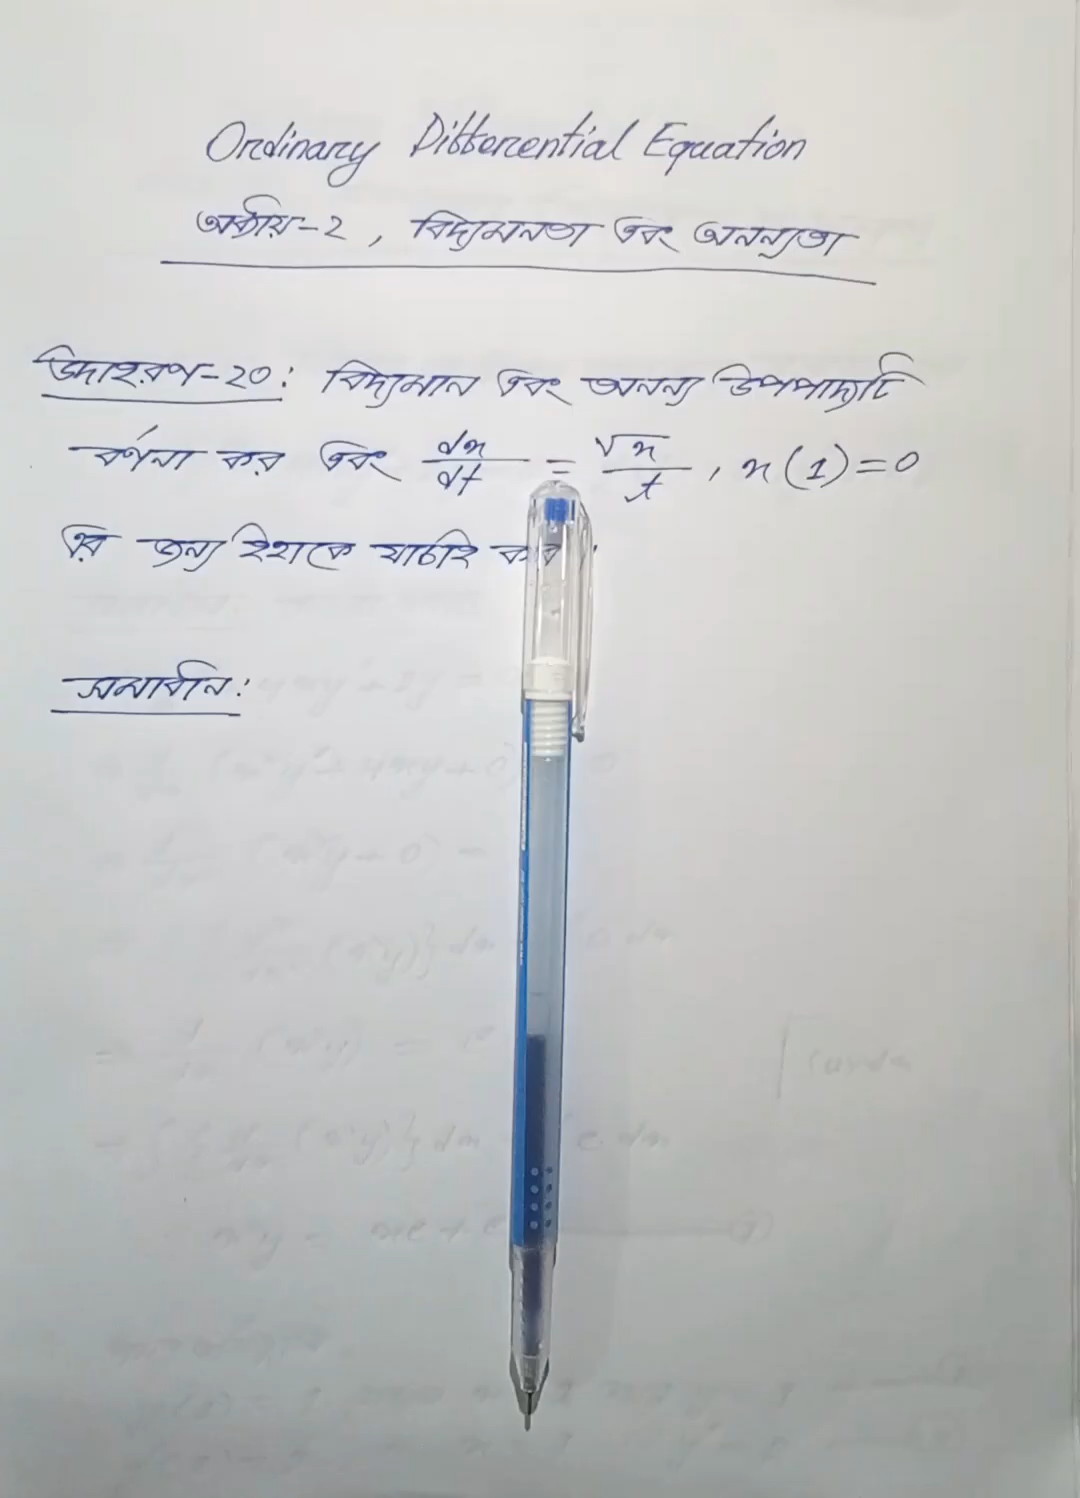 Ordinary Differential Equation
অধ্যায়-2, বিদ্যমানতা এবং অনন্যতা
উদাহরণ-20: বিদ্যমান এবং অনন্য উপপাদ্যটি
বর্ণনা কর এবং dx/dt = √x/t, x(1)=0
এর জন্য ইহাকে যাচাই কর।
সমাধান: